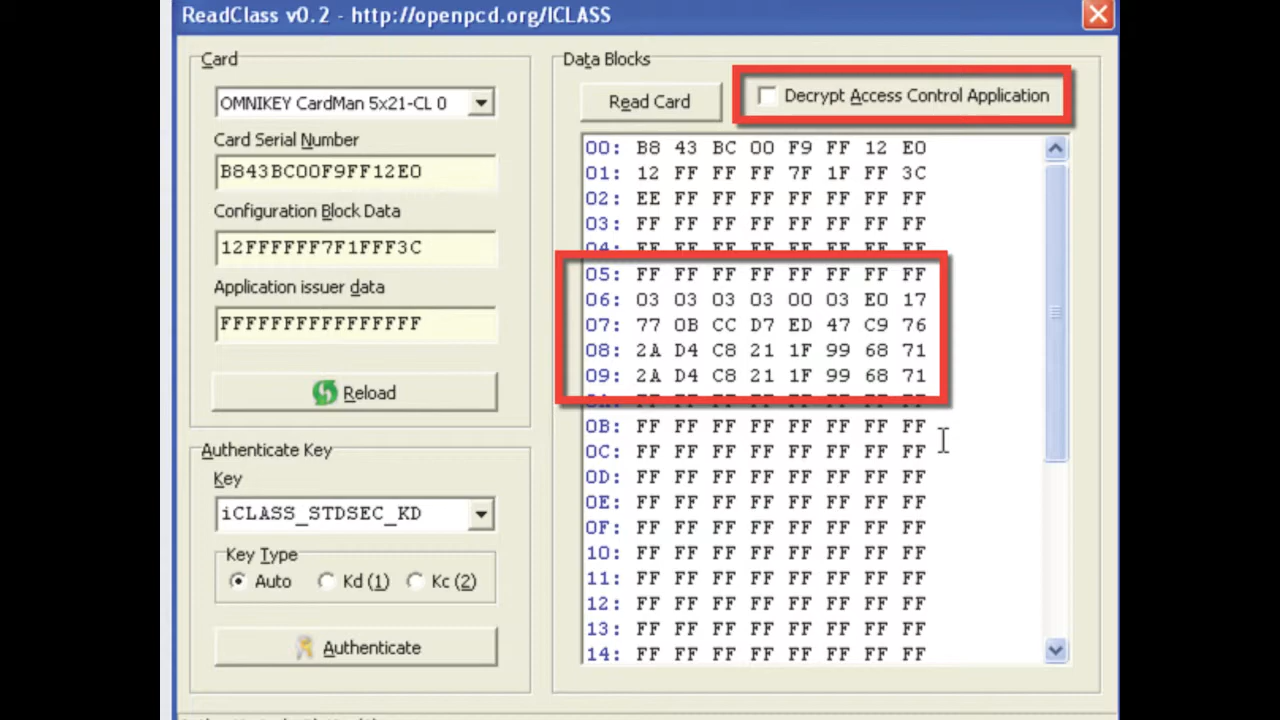 ReadClass v0.2 - http://openpcd.org/ICLASS
Card
OMNIKEY CardMan 5x21-CL 0
Card Serial Number
B843BC00F9FF12E0
Configuration Block Data
12FFFFFF7F1FFF3C
Application issuer data
FFFFFFFFFFFFFFFF
Reload
Authenticate Key
Key
iCLASS_STDSEC_KD
Key Type
Auto Kd (1) Kc (2)
Authenticate
Data Blocks
Read Card
Decrypt Access Control Application
00: B8 43 BC 00 F9 FF 12 E0
01: 12 FF FF FF 7F 1F FF 3C
02: EE FF FF FF FF FF FF FF
03: FF FF FF FF FF FF FF FF
04: FF FF FF FF FF FF FF FF
05: FF FF FF FF FF FF FF FF
06: 03 03 03 03 00 03 E0 17
07: 77 0B CC D7 ED 47 C9 76
08: 2A D4 C8 21 1F 99 68 71
09: 2A D4 C8 21 1F 99 68 71
0B: FF FF FF FF FF FF FF FF
0C: FF FF FF FF FF FF FF FF
0D: FF FF FF FF FF FF FF FF
0E: FF FF FF FF FF FF FF FF
0F: FF FF FF FF FF FF FF FF
10: FF FF FF FF FF FF FF FF
11: FF FF FF FF FF FF FF FF
12: FF FF FF FF FF FF FF FF
13: FF FF FF FF FF FF FF FF
14: FF FF FF FF FF FF FF FF